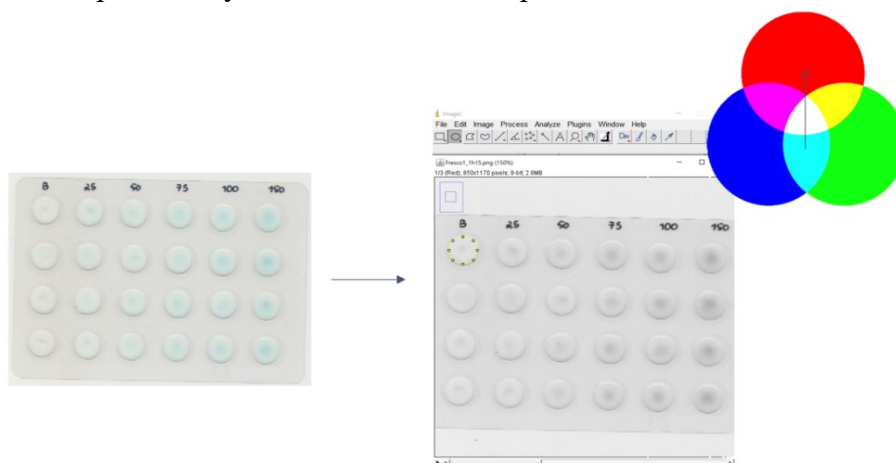 B 25 50 75 100 150
ImageJ
File Edit Image Process Analyze Plugins Window Help
Dev
Fresco1_1h15.png (150%)
1/3 (Red); 850x1170 pixels; 8-bit; 2.8MB
B 25 50 75 100 150